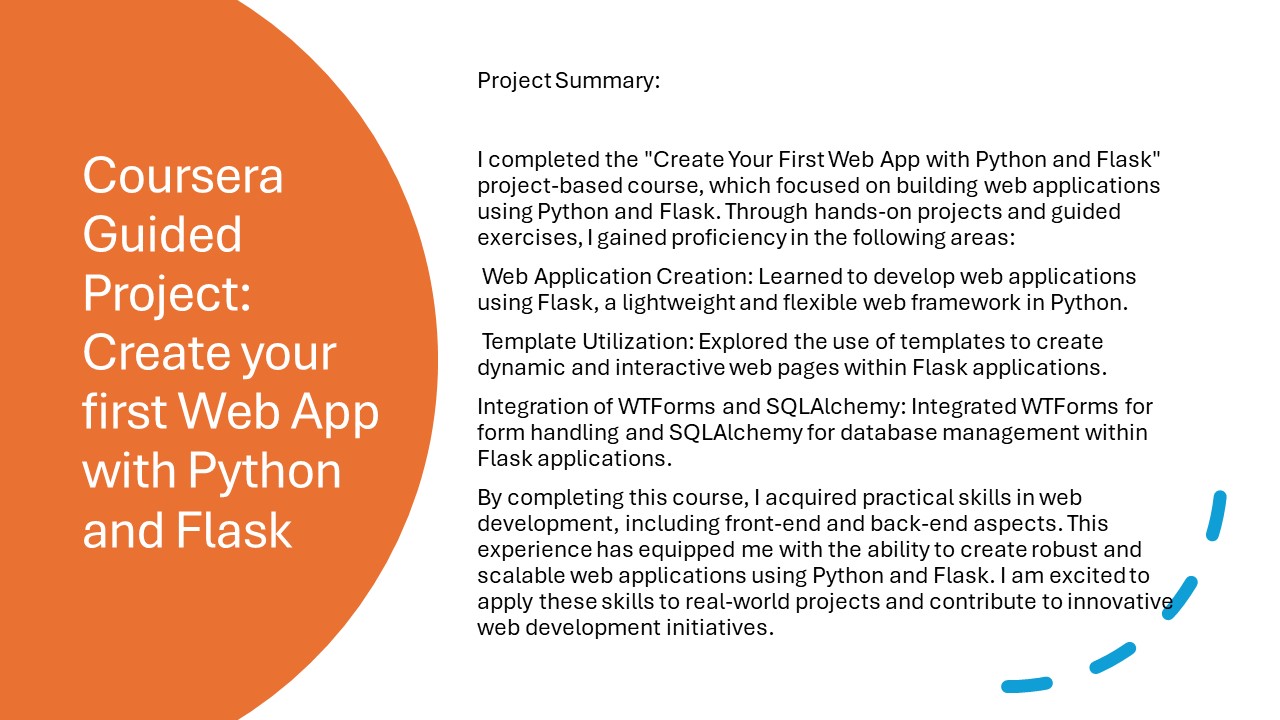 Coursera
Guided
Project:
Create your
first Web App
with Python
and Flask
Project Summary:
I completed the "Create Your First Web App with Python and Flask"
project-based course, which focused on building web applications
using Python and Flask. Through hands-on projects and guided
exercises, I gained proficiency in the following areas:
Web Application Creation: Learned to develop web applications
using Flask, a lightweight and flexible web framework in Python.
Template Utilization: Explored the use of templates to create
dynamic and interactive web pages within Flask applications.
Integration of WTForms and SQLAlchemy: Integrated WTForms for
form handling and SQLAlchemy for database management within
Flask applications.
By completing this course, I acquired practical skills in web
development, including front-end and back-end aspects. This
experience has equipped me with the ability to create robust and
scalable web applications using Python and Flask. I am excited to
apply these skills to real-world projects and contribute to innovative
web development initiatives.